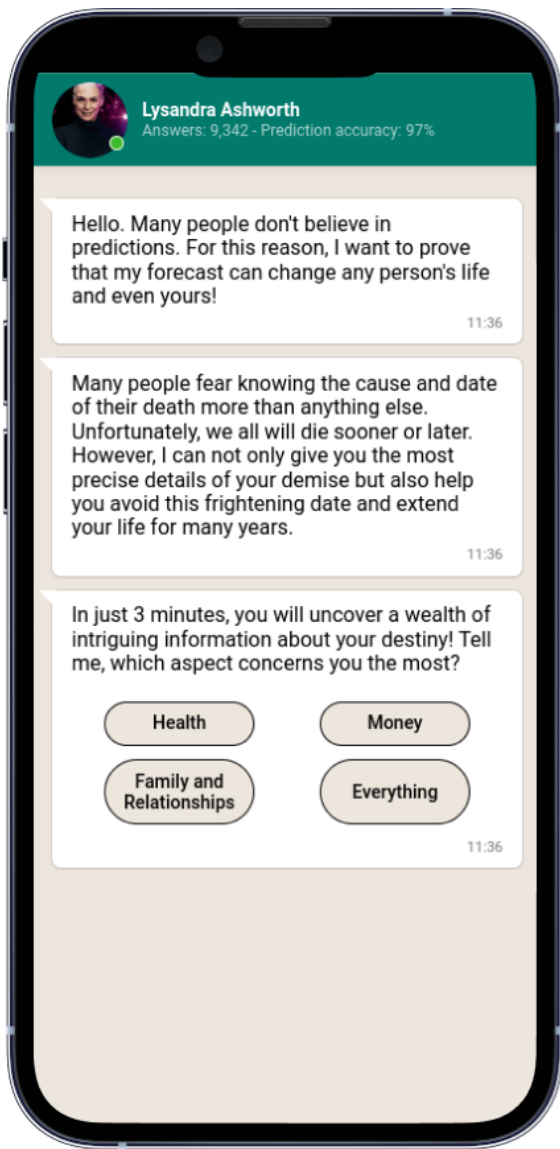 Lysandra Ashworth
Answers: 9,342 - Prediction accuracy: 97%
Hello. Many people don't believe in
predictions. For this reason, I want to prove
that my forecast can change any person's life
and even yours!
11:36
Many people fear knowing the cause and date
of their death more than anything else.
Unfortunately, we all will die sooner or later.
However, I can not only give you the most
precise details of your demise but also help
you avoid this frightening date and extend
your life for many years.
11:36
In just 3 minutes, you will uncover a wealth of
intriguing information about your destiny! Tell
me, which aspect concerns you the most?
Health
Money
Family and
Relationships
Everything
11:36